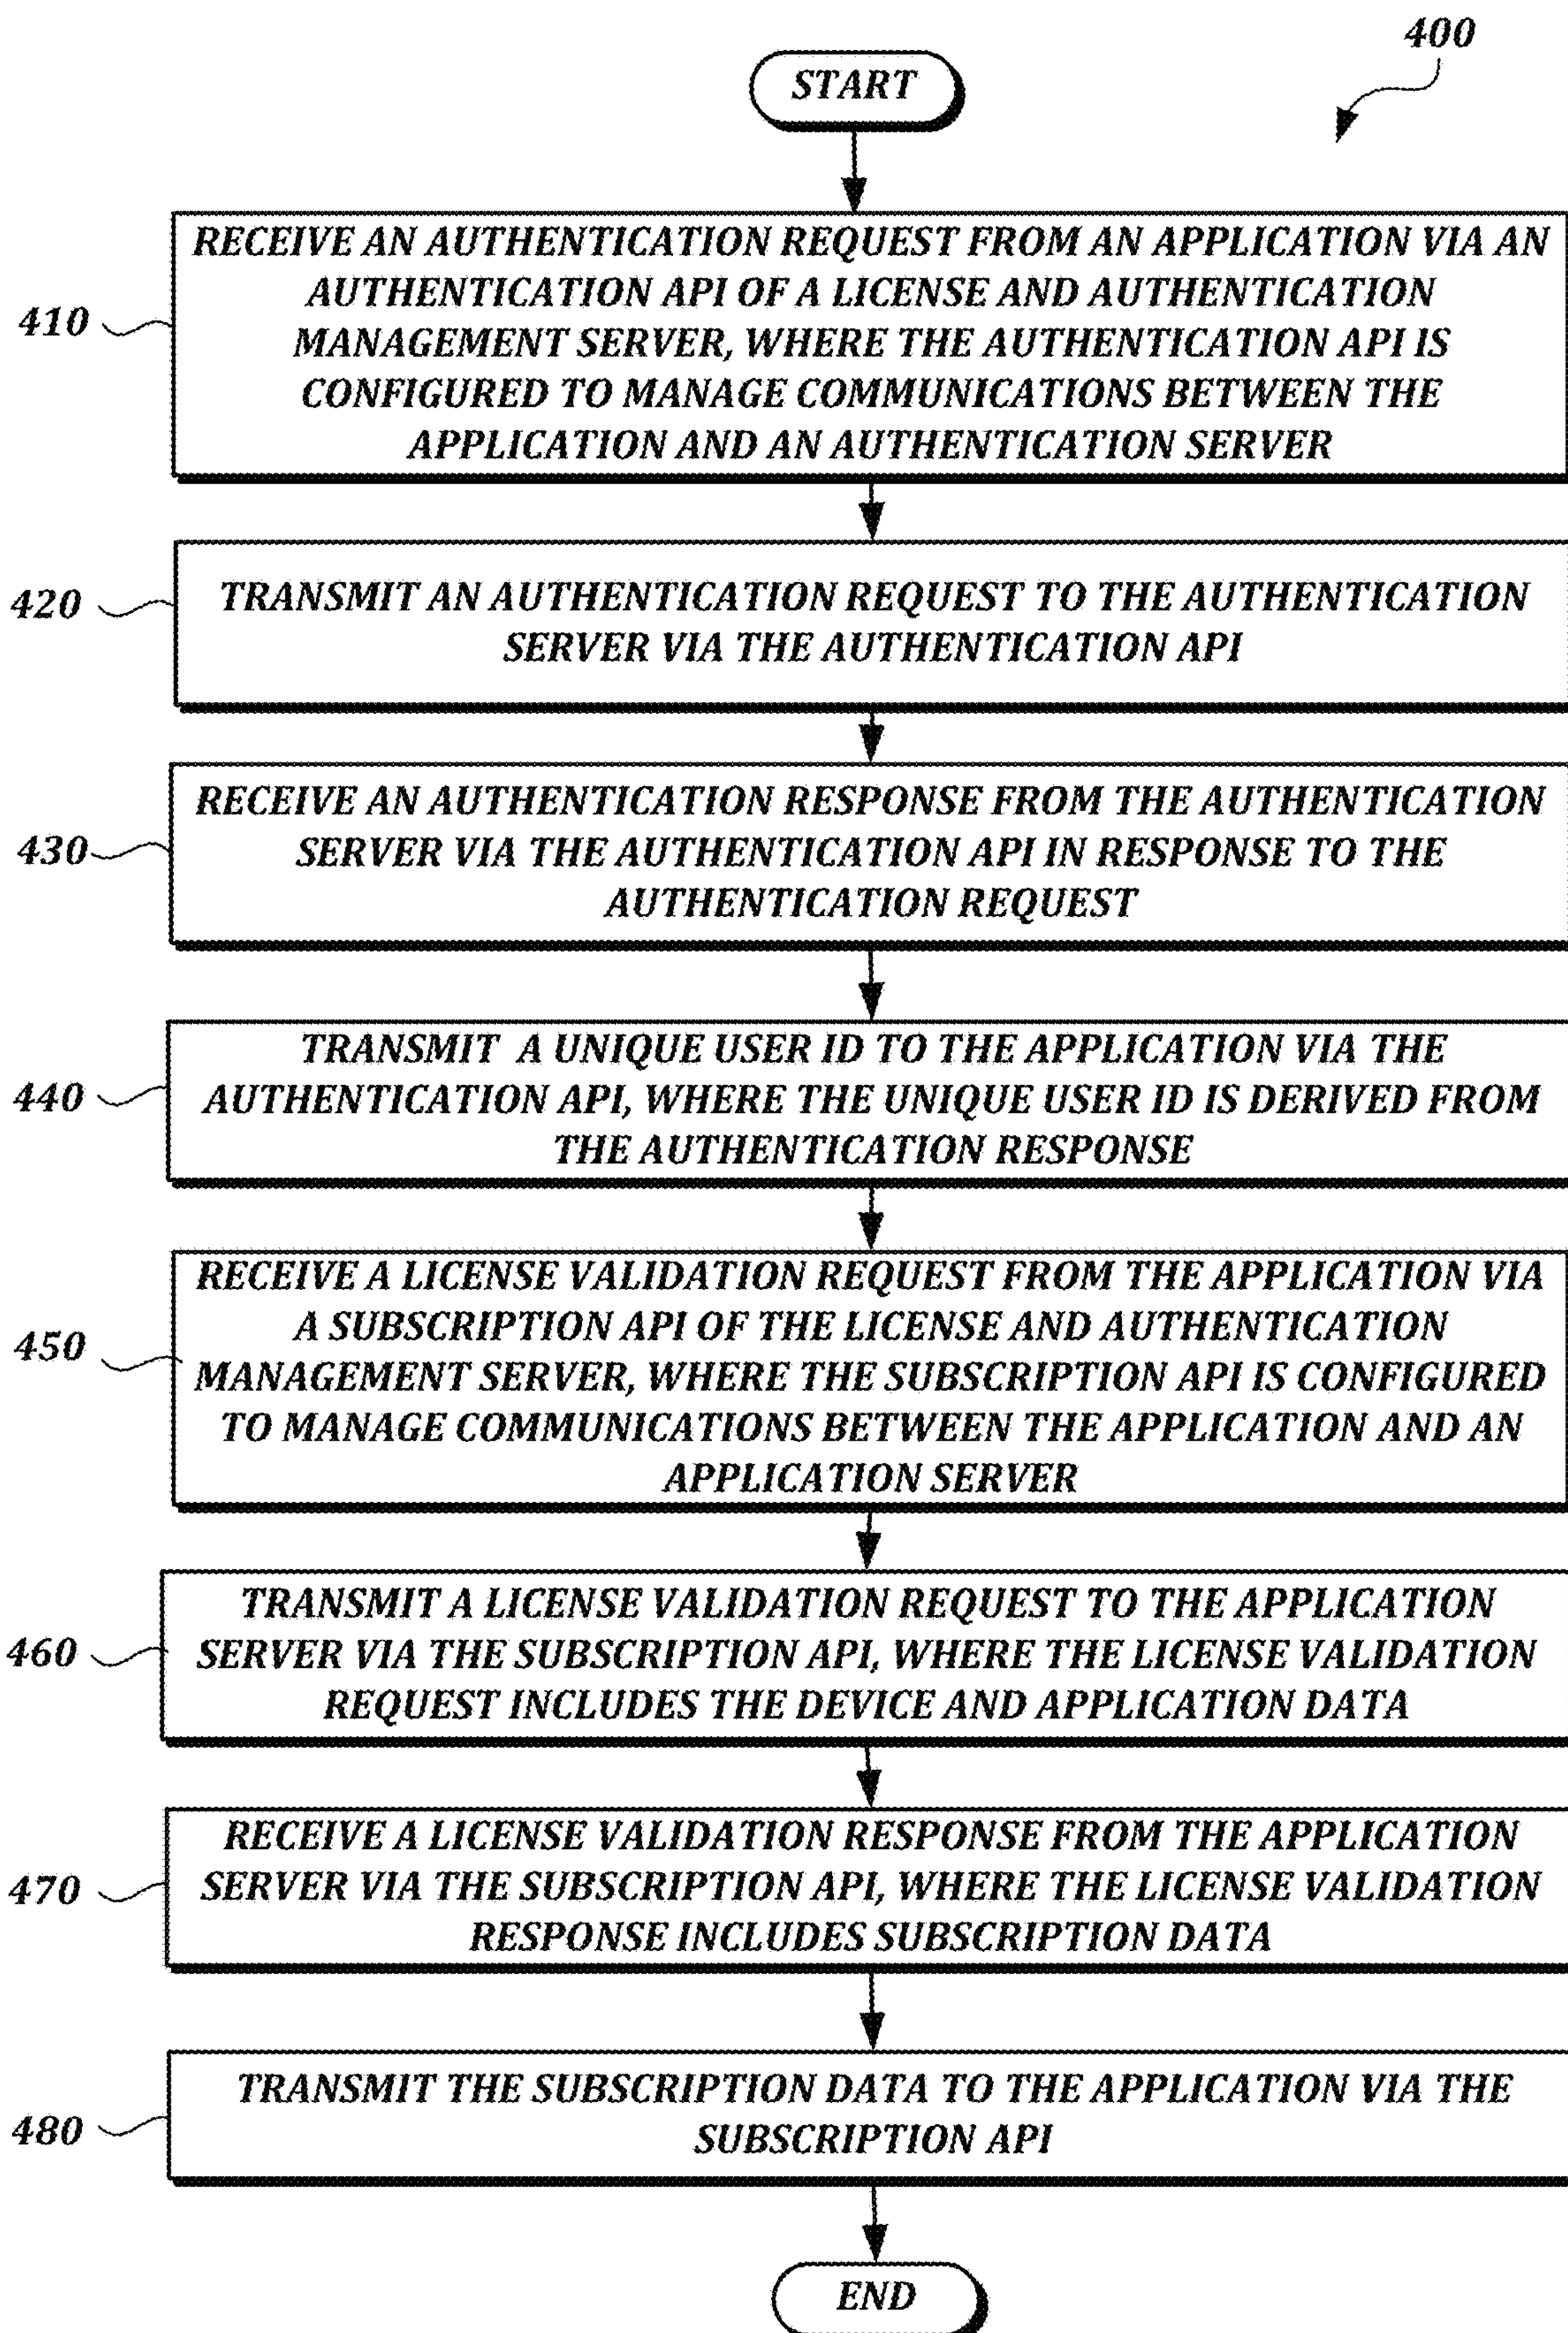 400
START
RECEIVE AN AUTHENTICATION REQUEST FROM AN APPLICATION VIA AN
AUTHENTICATION API OF A LICENSE AND AUTHENTICATION
MANAGEMENT SERVER, WHERE THE AUTHENTICATION API IS
CONFIGURED TO MANAGE COMMUNICATIONS BETWEEN THE
APPLICATION AND AN AUTHENTICATION SERVER
410
TRANSMIT AN AUTHENTICATION REQUEST TO THE AUTHENTICATION
SERVER VIA THE AUTHENTICATION API
420
RECEIVE AN AUTHENTICATION RESPONSE FROM THE AUTHENTICATION
SERVER VIA THE AUTHENTICATION API IN RESPONSE TO THE
AUTHENTICATION REQUEST
430
TRANSMIT A UNIQUE USER ID TO THE APPLICATION VIA THE
AUTHENTICATION API, WHERE THE UNIQUE USER ID IS DERIVED FROM
THE AUTHENTICATION RESPONSE
440
RECEIVE A LICENSE VALIDATION REQUEST FROM THE APPLICATION VIA
A SUBSCRIPTION API OF THE LICENSE AND AUTHENTICATION
MANAGEMENT SERVER, WHERE THE SUBSCRIPTION API IS CONFIGURED
TO MANAGE COMMUNICATIONS BETWEEN THE APPLICATION AND AN
APPLICATION SERVER
450
TRANSMIT A LICENSE VALIDATION REQUEST TO THE APPLICATION
SERVER VIA THE SUBSCRIPTION API, WHERE THE LICENSE VALIDATION
REQUEST INCLUDES THE DEVICE AND APPLICATION DATA
460
RECEIVE A LICENSE VALIDATION RESPONSE FROM THE APPLICATION
SERVER VIA THE SUBSCRIPTION API, WHERE THE LICENSE VALIDATION
RESPONSE INCLUDES SUBSCRIPTION DATA
470
TRANSMIT THE SUBSCRIPTION DATA TO THE APPLICATION VIA THE
SUBSCRIPTION API
480
END